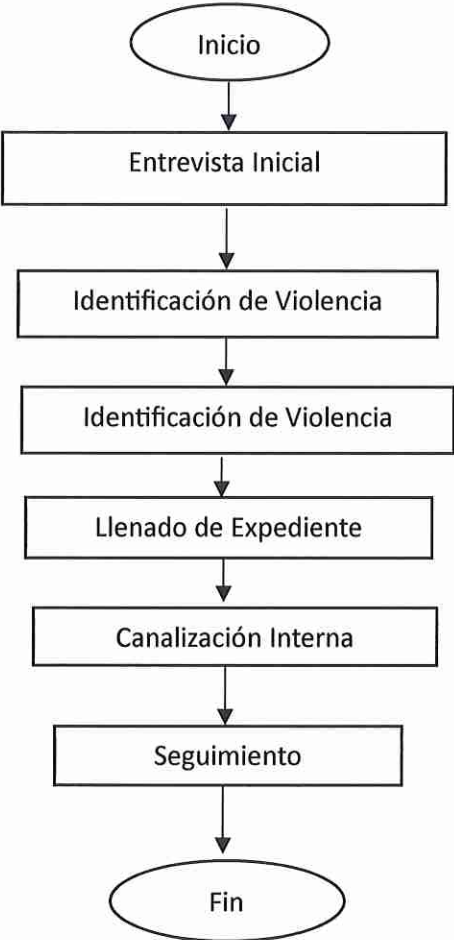 Inicio
Entrevista Inicial
Identificación de Violencia
Identificación de Violencia
Llenado de Expediente
Canalización Interna
Seguimiento
Fin